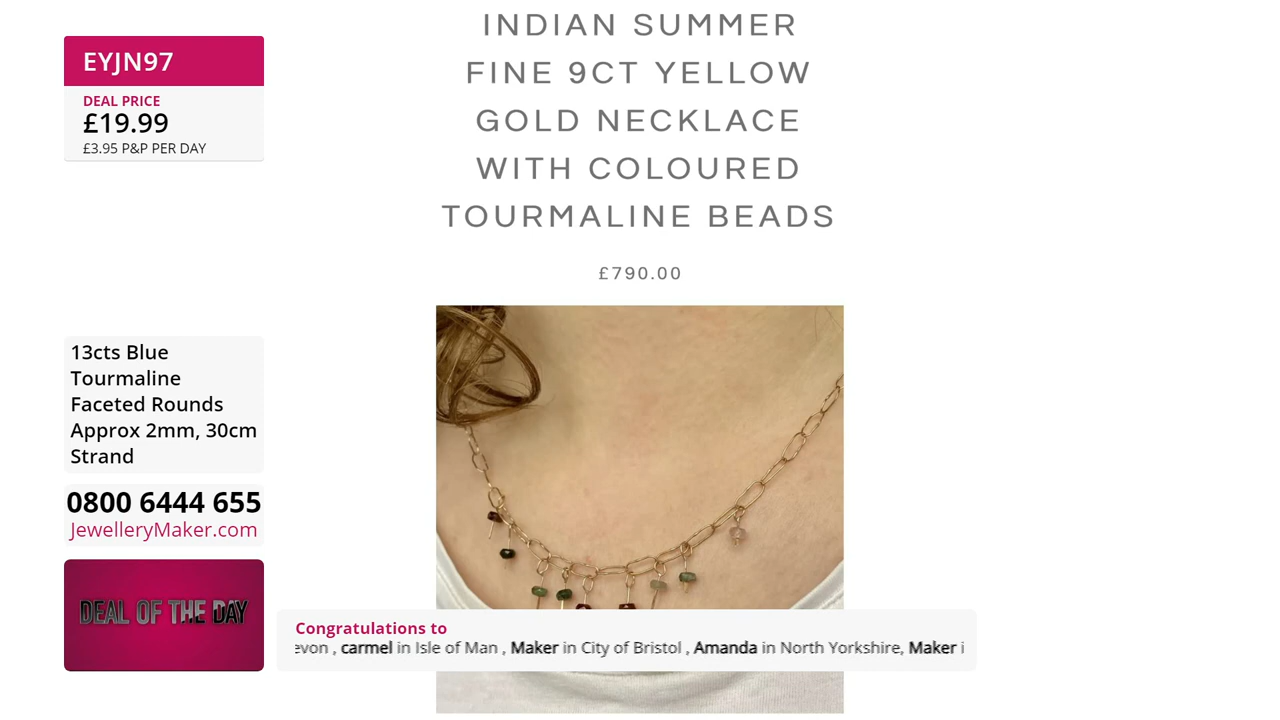 EYJN97
DEAL PRICE
£19.99
£3.95 P&P PER DAY
INDIAN SUMMER
FINE 9CT YELLOW
GOLD NECKLACE
WITH COLOURED
TOURMALINE BEADS
£790.00
13cts Blue
Tourmaline
Faceted Rounds
Approx 2mm, 30cm
Strand
0800 6444 655
JewelleryMaker.com
DEAL OF THE DAY
Congratulations to
evon , carmel in Isle of Man , Maker in City of Bristol , Amanda in North Yorkshire, Maker i